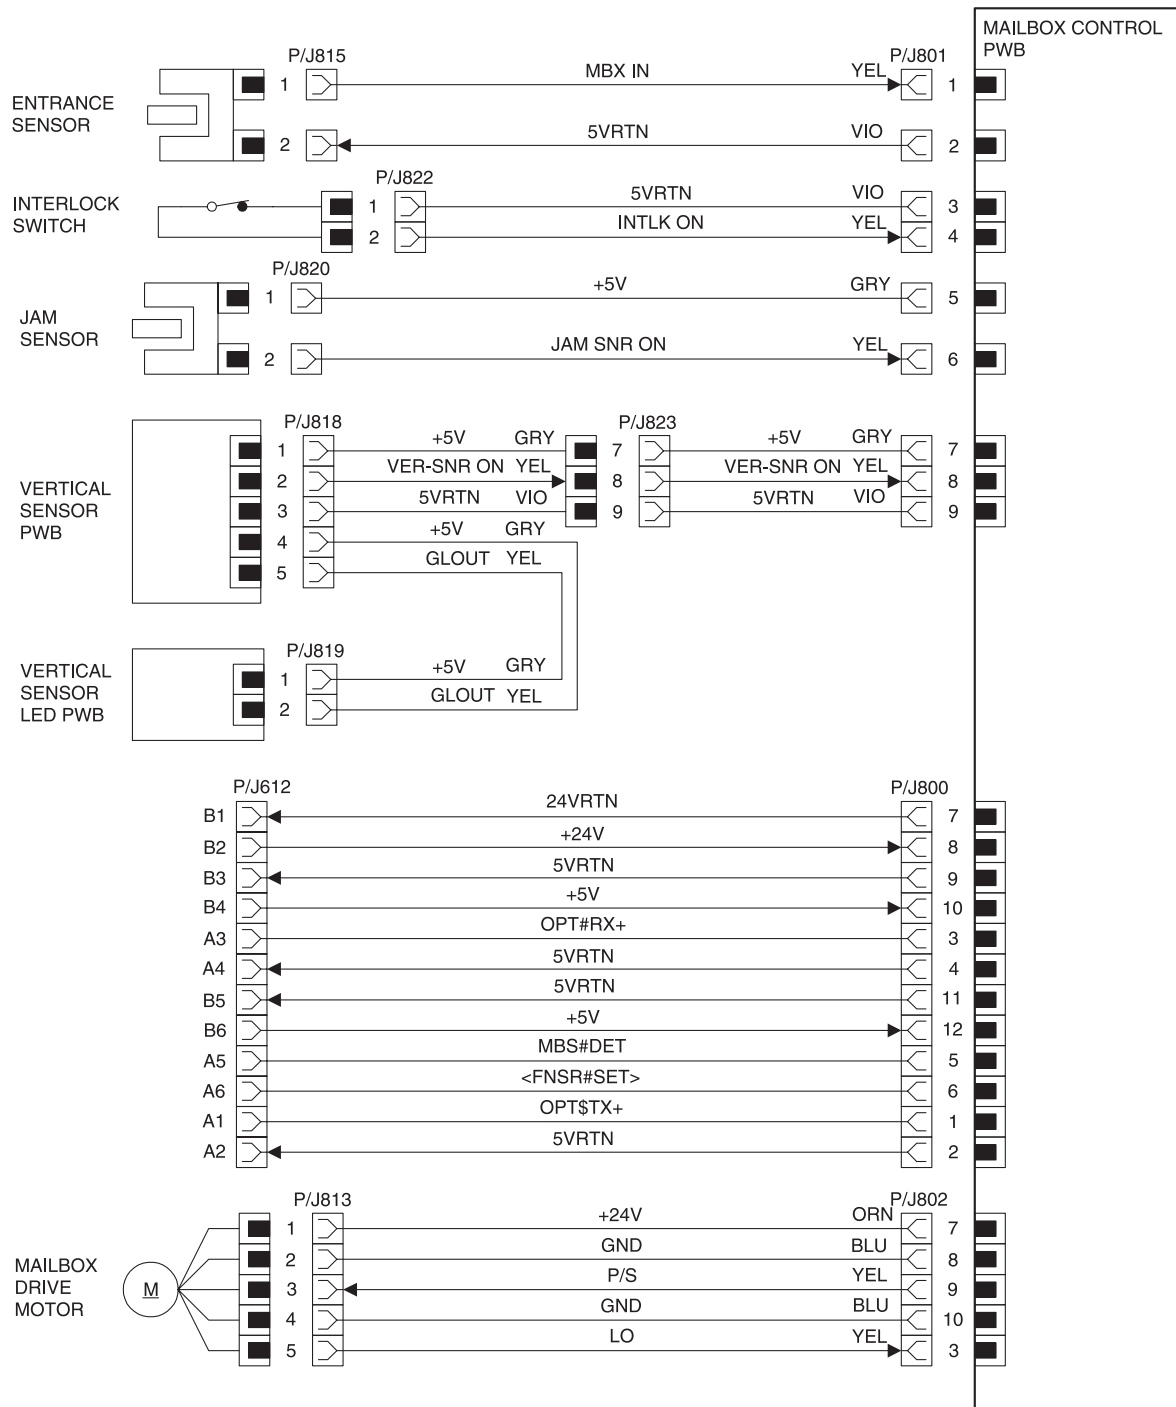 MAILBOX CONTROL
PWB
P/J815
P/J801
ENTRANCE
SENSOR
1 MBX IN YEL 1
2 5VRTN VIO 2
P/J822
INTERLOCK
SWITCH
1 5VRTN VIO 3
2 INTLK ON YEL 4
P/J820
JAM
SENSOR
1 +5V GRY 5
2 JAM SNR ON YEL 6
P/J818
P/J823
VERTICAL
SENSOR
PWB
1 +5V GRY 7 +5V GRY 7
2 VER-SNR ON YEL 8 VER-SNR ON YEL 8
3 5VRTN VIO 9 5VRTN VIO 9
4 +5V GRY
5 GLOUT YEL
P/J819
VERTICAL
SENSOR
LED PWB
1 +5V GRY
2 GLOUT YEL
P/J612
P/J800
B1 24VRTN 7
B2 +24V 8
B3 5VRTN 9
B4 +5V 10
A3 OPT#RX+ 3
A4 5VRTN 4
B5 5VRTN 11
B6 +5V 12
A5 MBS#DET 5
A6 <FNSR#SET> 6
A1 OPT$TX+ 1
A2 5VRTN 2
P/J813
P/J802
MAILBOX
DRIVE
MOTOR
M
1 +24V ORN 7
2 GND BLU 8
3 P/S YEL 9
4 GND BLU 10
5 LO YEL 3